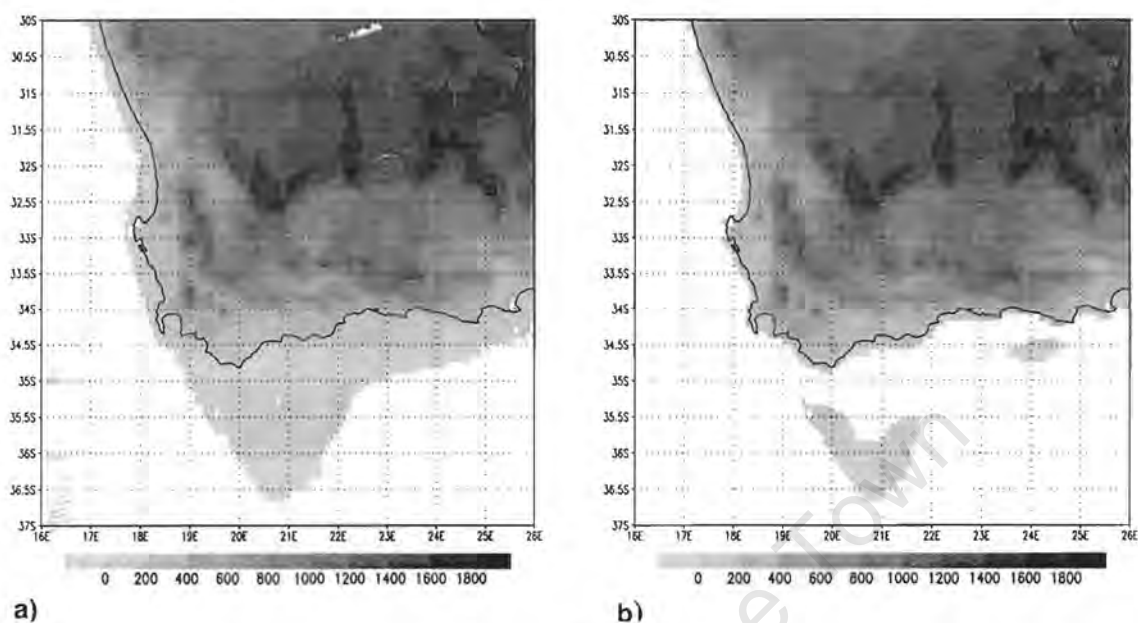 30S
30.5S
31S
31.5S
32S
32.5S
33S
33.5S
34S
34.5S
35S
35.5S
36S
36.5S
37S
16E 17E 18E 19E 20E 21E 22E 23E 24E 25E 26E
0 200 400 600 800 1000 1200 1400 1600 1800
a)
30S
30.5S
31S
31.5S
32S
32.5S
33S
33.5S
34S
34.5S
35S
35.5S
36S
36.5S
37S
16E 17E 18E 19E 20E 21E 22E 23E 24E 25E 26E
0 200 400 600 800 1000 1200 1400 1600 1800
b)
e Town